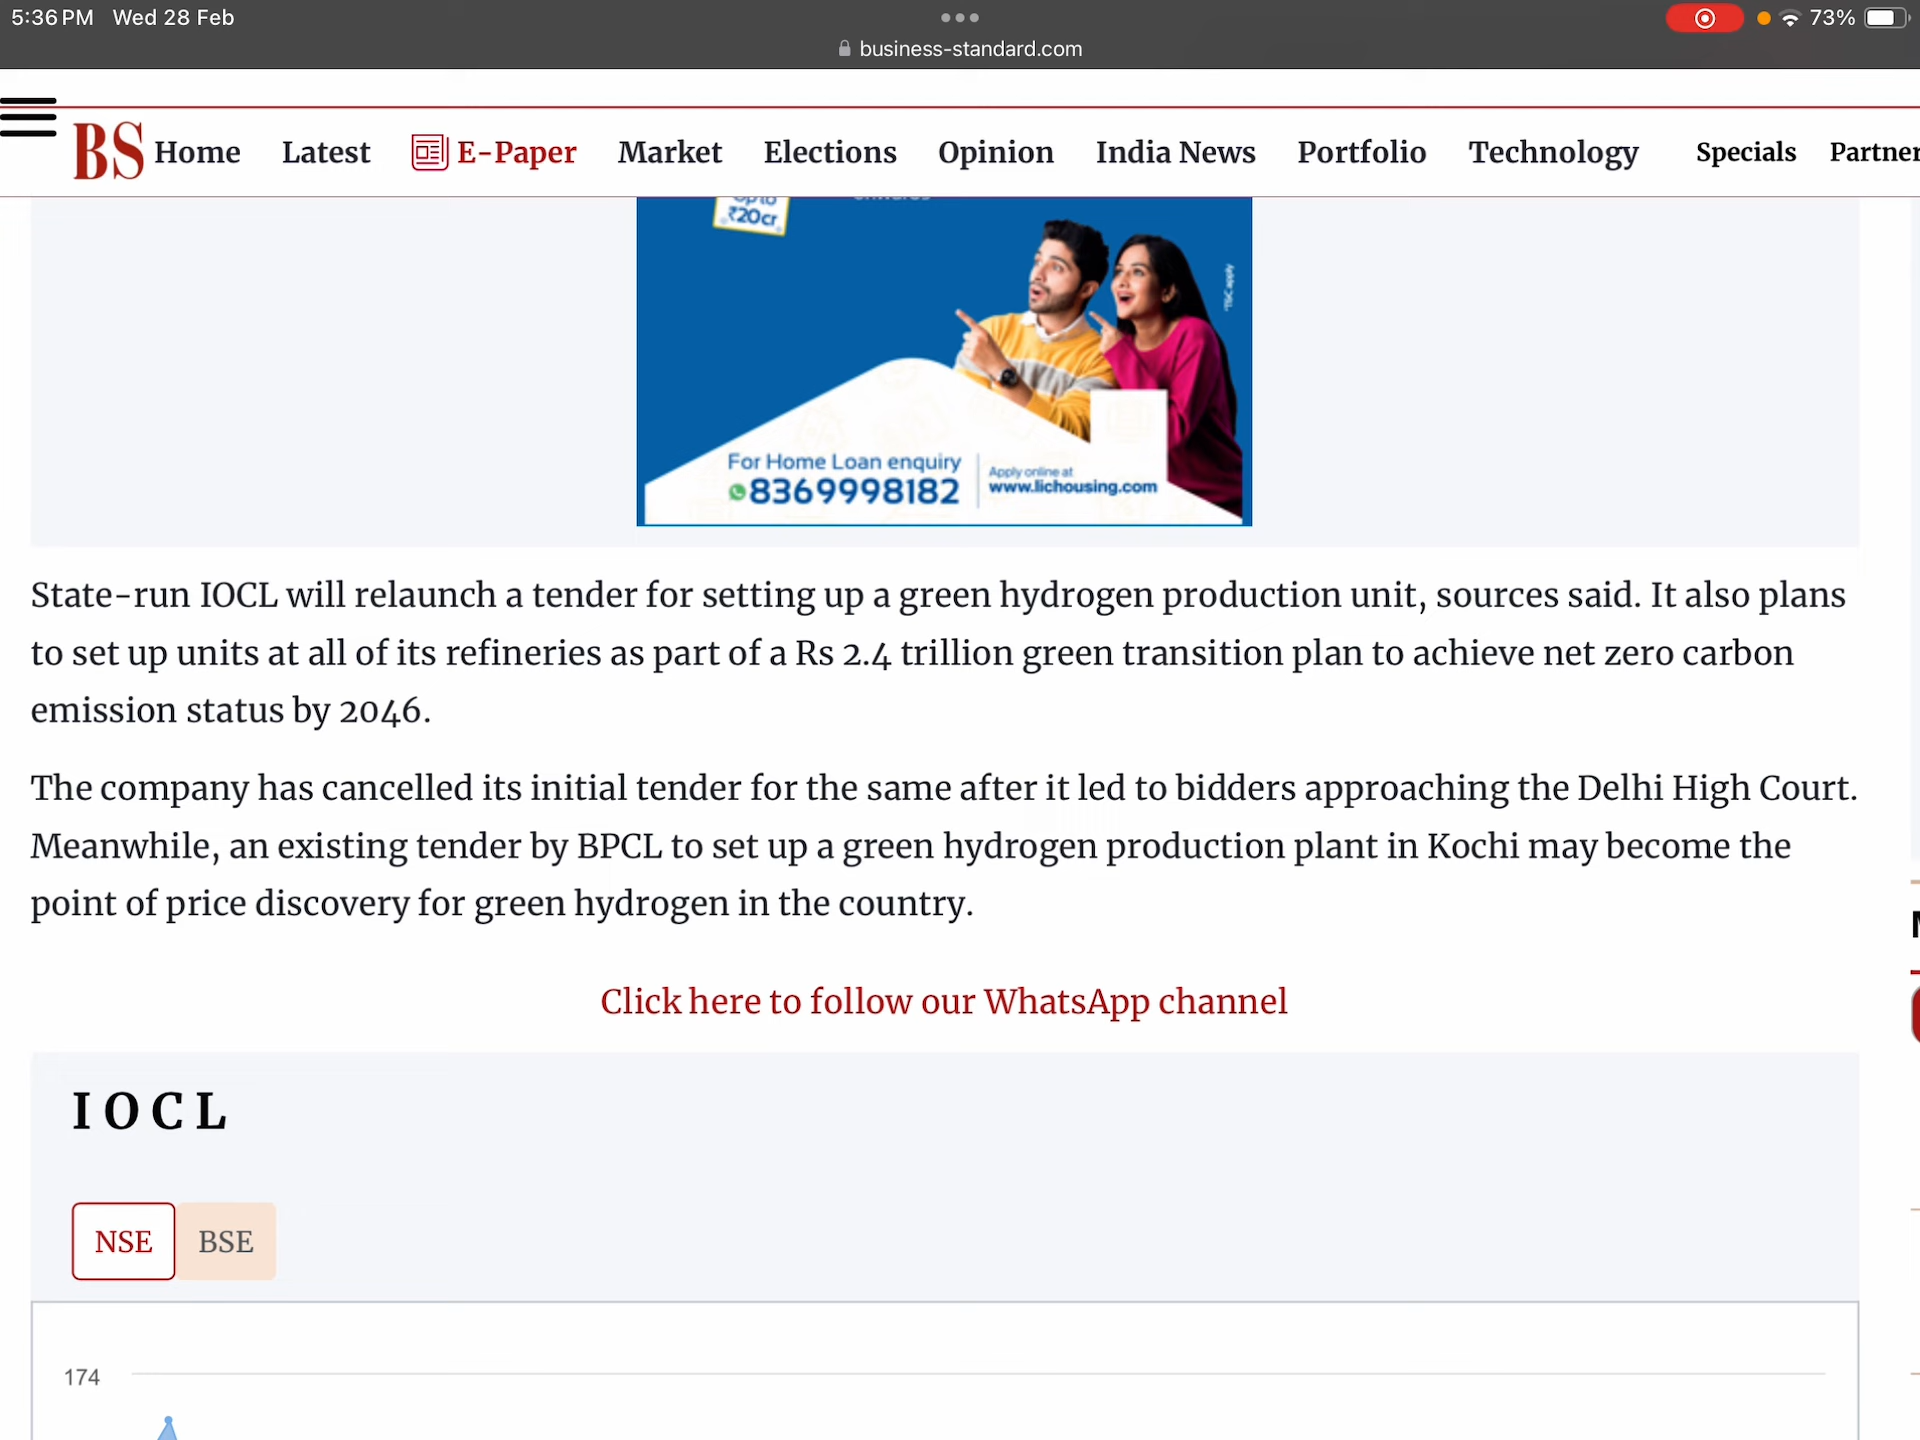 5:36 PM Wed 28 Feb
73%
business-standard.com
BS Home Latest E-Paper Market Elections Opinion India News Portfolio Technology Specials Partner
₹20cr
For Home Loan enquiry
8369998182
Apply online at
www.lichousing.com
State-run IOCL will relaunch a tender for setting up a green hydrogen production unit, sources said. It also plans
to set up units at all of its refineries as part of a Rs 2.4 trillion green transition plan to achieve net zero carbon
emission status by 2046.
The company has cancelled its initial tender for the same after it led to bidders approaching the Delhi High Court.
Meanwhile, an existing tender by BPCL to set up a green hydrogen production plant in Kochi may become the
point of price discovery for green hydrogen in the country.
Click here to follow our WhatsApp channel
I O C L
NSE BSE
174